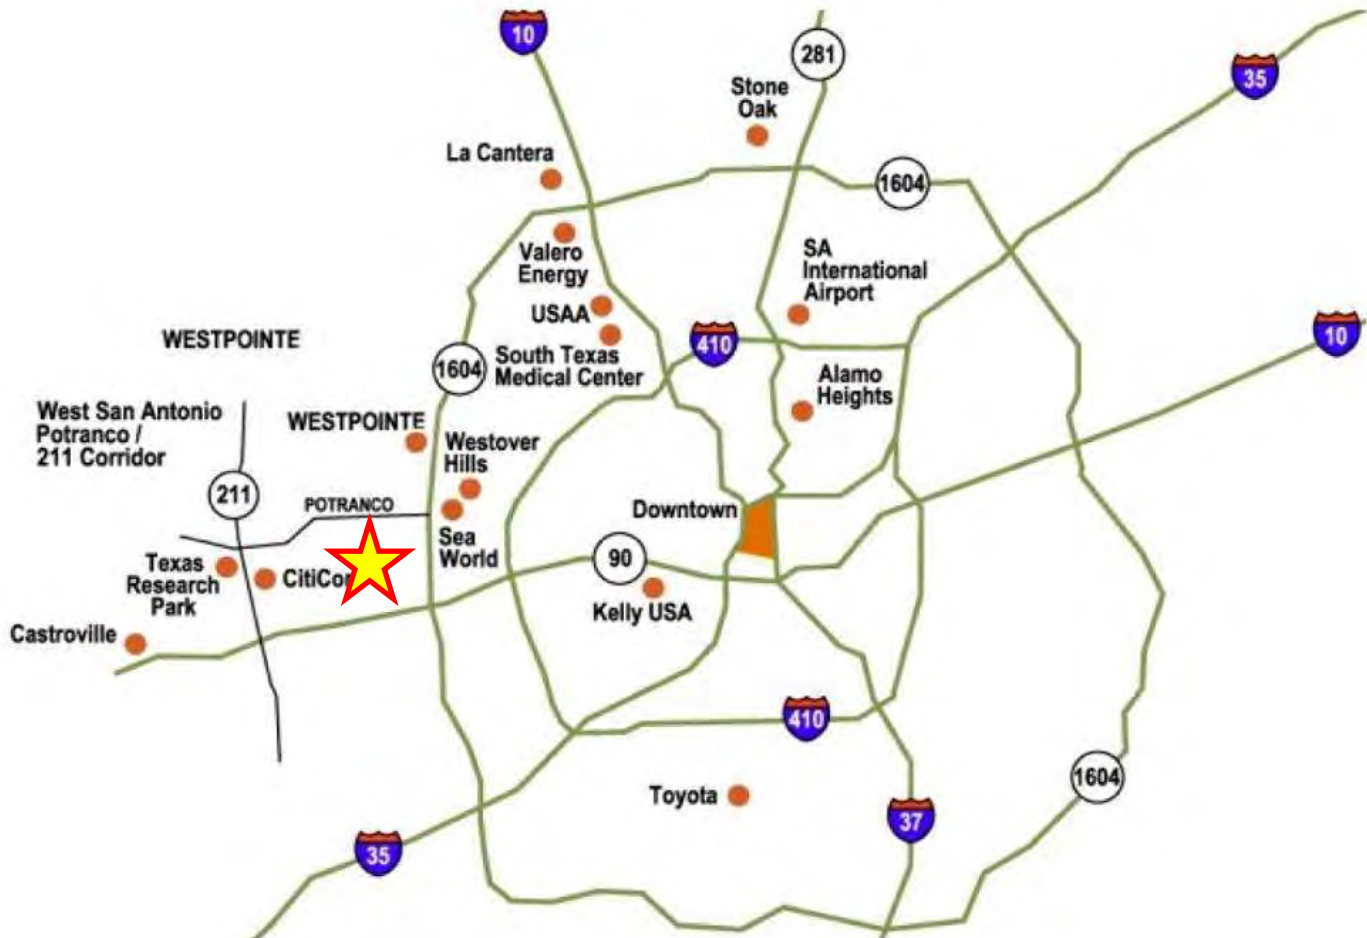 10
281
35
Stone
Oak
La Cantera
1604
Valero
Energy
SA
International
Airport
USAA
WESTPOINTE
410
10
1604
South Texas
Medical Center
Alamo
Heights
West San Antonio
Potranco /
211 Corridor
WESTPOINTE
Westover
Hills
211
POTRANCO
Downtown
Sea
World
90
Texas
Research
Park
CitiCor
Kelly USA
Castroville
410
1604
Toyota
37
35